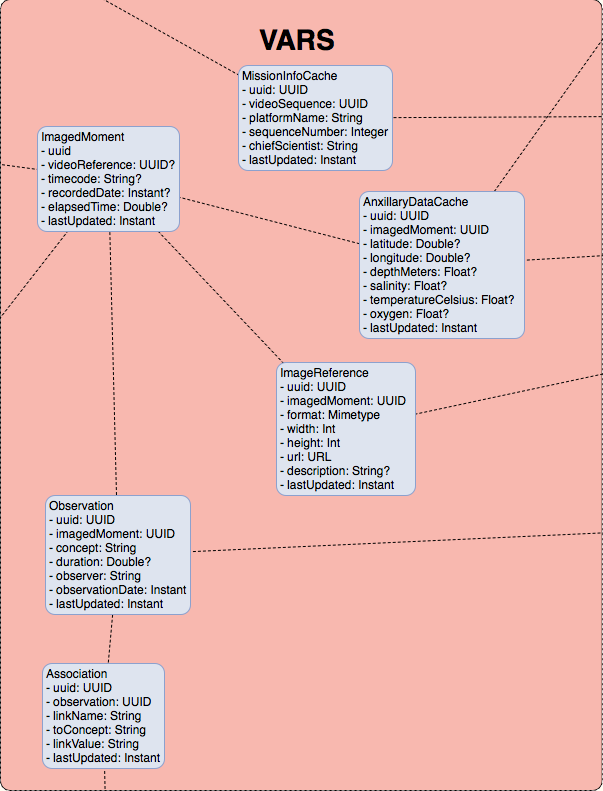 VARS
MissionInfoCache
- uuid: UUID
- videoSequence: UUID
- platformName: String
- sequenceNumber: Integer
- chiefScientist: String
- lastUpdated: Instant
ImagedMoment
- uuid
- videoReference: UUID?
- timecode: String?
- recordedDate: Instant?
- elapsedTime: Double?
- lastUpdated: Instant
AnxillaryDataCache
- uuid: UUID
- imagedMoment: UUID
- latitude: Double?
- longitude: Double?
- depthMeters: Float?
- salinity: Float?
- temperatureCelsius: Float?
- oxygen: Float?
- lastUpdated: Instant
ImageReference
- uuid: UUID
- imagedMoment: UUID
- format: Mimetype
- width: Int
- height: Int
- url: URL
- description: String?
- lastUpdated: Instant
Observation
- uuid: UUID
- imagedMoment: UUID
- concept: String
- duration: Double?
- observer: String
- observationDate: Instant
- lastUpdated: Instant
Association
- uuid: UUID
- observation: UUID
- linkName: String
- toConcept: String
- linkValue: String
- lastUpdated: Instant